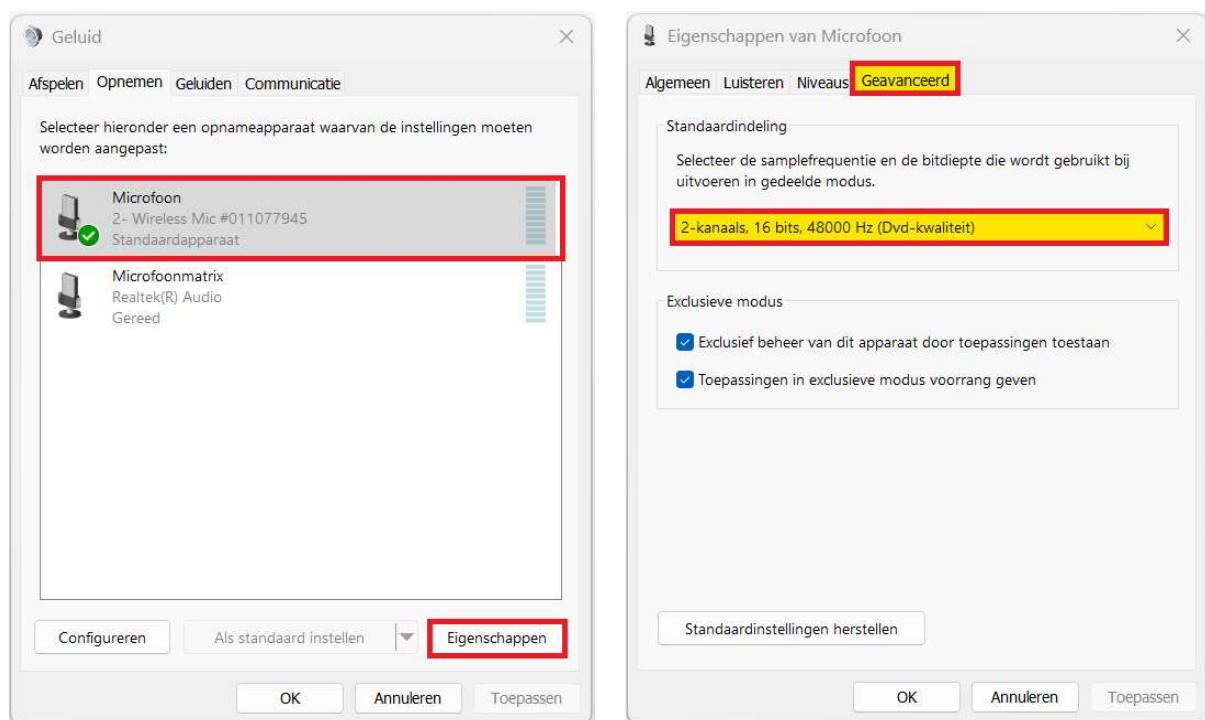 Geluid
Afspelen Opnemen Geluiden Communicatie
Selecteer hieronder een opnameapparaat waarvan de instellingen moeten
worden aangepast:
Microfoon
2- Wireless Mic #011077945
Standaardapparaat
Microfoonmatrix
Realtek(R) Audio
Gereed
Configureren Als standaard instellen Eigenschappen
OK Annuleren Toepassen
Eigenschappen van Microfoon
Algemeen Luisteren Niveaus Geavanceerd
Standaardindeling
Selecteer de samplefrequentie en de bitdiepte die wordt gebruikt bij
uitvoeren in gedeelde modus.
2-kanaals, 16 bits, 48000 Hz (Dvd-kwaliteit)
Exclusieve modus
Exclusief beheer van dit apparaat door toepassingen toestaan
Toepassingen in exclusieve modus voorrang geven
Standaardinstellingen herstellen
OK Annuleren Toepassen